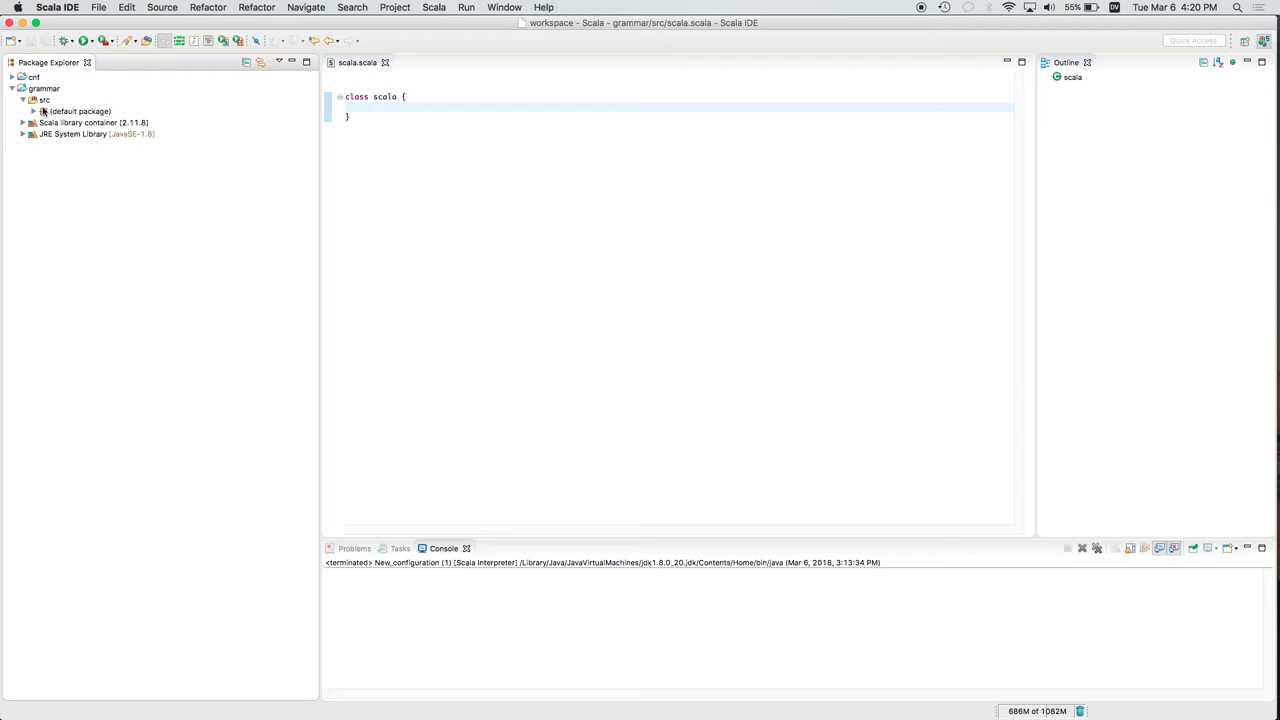 Scala IDE File Edit Source Refactor Refactor Navigate Search Project Scala Run Window Help 55% DV Tue Mar 6 4:20 PM
workspace - Scala - grammar/src/scala.scala - Scala IDE
Quick Access
Package Explorer
cnf
grammar
src
(default package)
Scala library container [2.11.8]
JRE System Library [JavaSE-1.8]
scala.scala
class scala {
}
Outline
scala
Problems Tasks Console
<terminated> New_configuration (1) [Scala Interpreter] /Library/Java/JavaVirtualMachines/jdk1.8.0_20.jdk/Contents/Home/bin/java (Mar 6, 2018, 3:13:34 PM)
686M of 1082M